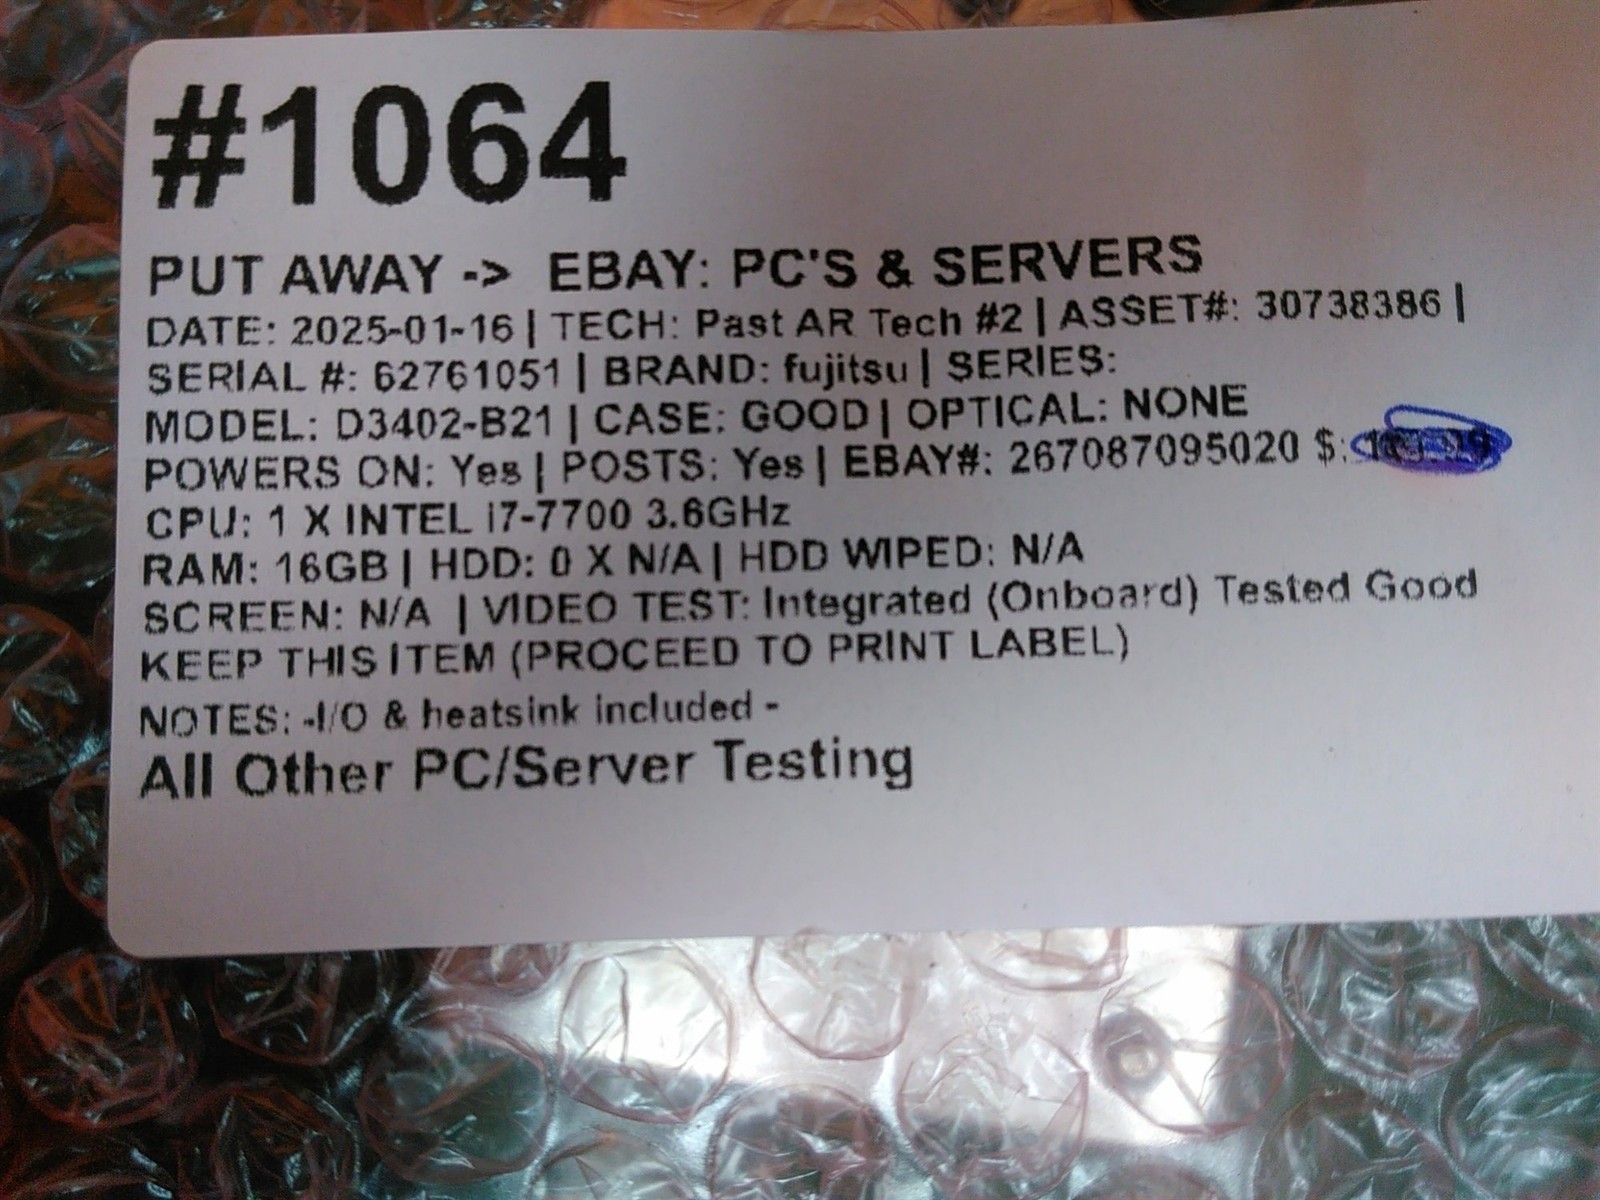 #1064
PUT AWAY -> EBAY: PC'S & SERVERS
DATE: 2025-01-16 | TECH: Past AR Tech #2 | ASSET#: 30738386 |
SERIAL #: 62761051 | BRAND: fujitsu | SERIES:
MODEL: D3402-B21 | CASE: GOOD | OPTICAL: NONE
POWERS ON: Yes | POSTS: Yes | EBAY#: 267087095020 $:
CPU: 1 X INTEL i7-7700 3.6GHz
RAM: 16GB | HDD: 0 X N/A | HDD WIPED: N/A
SCREEN: N/A | VIDEO TEST: Integrated (Onboard) Tested Good
KEEP THIS ITEM (PROCEED TO PRINT LABEL)
NOTES: -I/O & heatsink included -
All Other PC/Server Testing